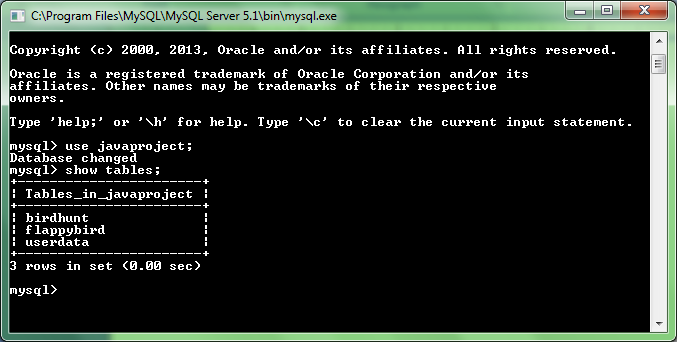 C:\Program Files\MySQL\MySQL Server 5.1\bin\mysql.exe
Copyright (c) 2000, 2013, Oracle and/or its affiliates. All rights reserved.
Oracle is a registered trademark of Oracle Corporation and/or its
affiliates. Other names may be trademarks of their respective
owners.
Type 'help;' or '\h' for help. Type '\c' to clear the current input statement.
mysql> use javaproject;
Database changed
mysql> show tables;
+-----------------------+
| Tables_in_javaproject |
+-----------------------+
| birdhunt              |
| flappybird            |
| userdata              |
+-----------------------+
3 rows in set (0.00 sec)
mysql>